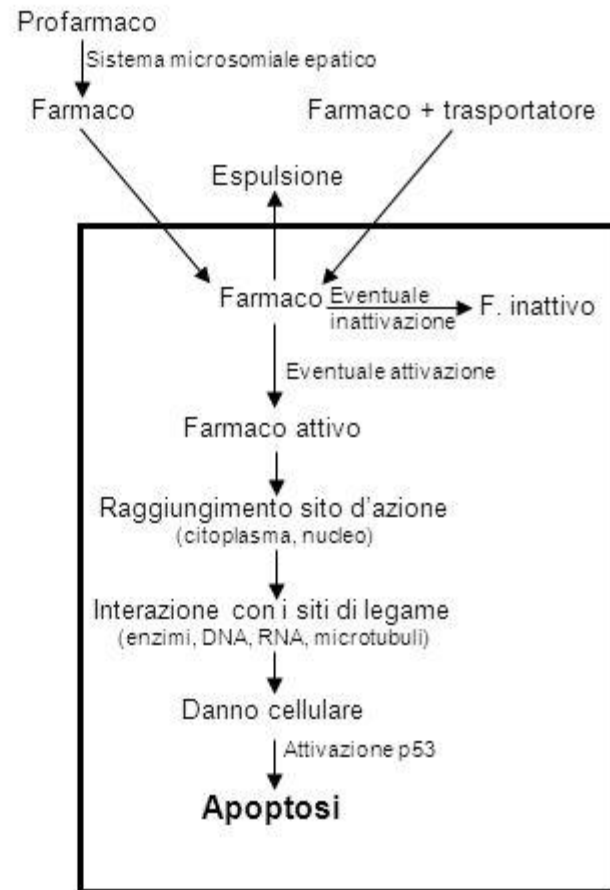 Profarmaco
Sistema microsomiale epatico
Farmaco
Farmaco + trasportatore
Espulsione
Farmaco
Eventuale
inattivazione
F. inattivo
Eventuale attivazione
Farmaco attivo
Raggiungimento sito d'azione
(citoplasma, nucleo)
Interazione con i siti di legame
(enzimi, DNA, RNA, microtubuli)
Danno cellulare
Attivazione p53
Apoptosi